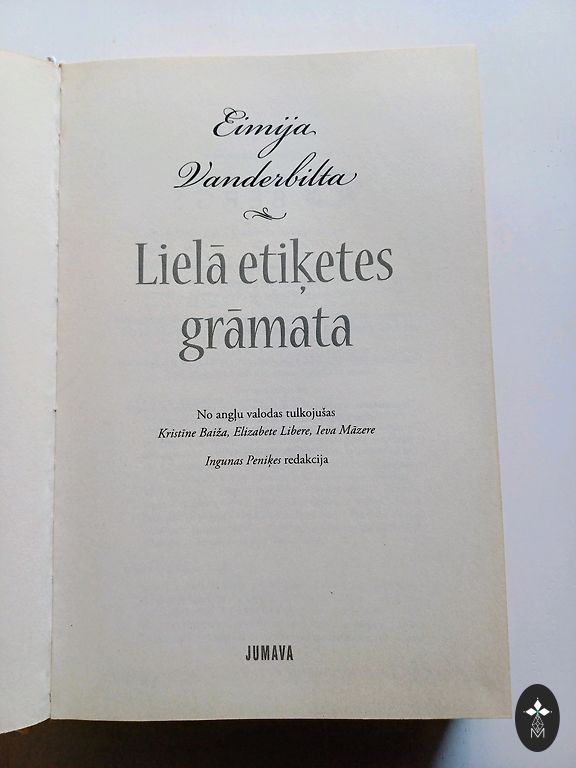 Eimija
Vanderbilta
Lielā etiķetes
grāmata
No angļu valodas tulkojušas
Kristīne Baiža, Elizabete Libere, Ieva Māzere
Ingunas Peniķes redakcija
JUMAVA
M